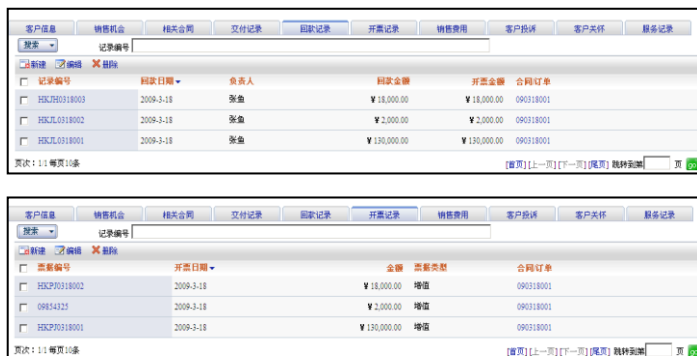 客户信息 销售机会 相关合同 交付记录 回款记录 开票记录 销售费用 客户投诉 客户关怀 服务记录
搜索 记录编号
新建 编辑 删除
记录编号 回款日期 负责人 回款金额 开票金额 合同/订单
HKJH0318003 2009-3-18 张鱼 ¥ 18,000.00 ¥ 18,000.00 090318001
HKJL0318002 2009-3-18 张鱼 ¥ 2,000.00 ¥ 2,000.00 090318001
HKJL0318001 2009-3-18 张鱼 ¥ 130,000.00 ¥ 130,000.00 090318001
页次：1/1 每页10条 [首页] [上一页] [下一页] [尾页] 跳转到第 页 go
客户信息 销售机会 相关合同 交付记录 回款记录 开票记录 销售费用 客户投诉 客户关怀 服务记录
搜索 记录编号
新建 编辑 删除
票据编号 开票日期 金额 票据类型 合同/订单
HKPJ0318002 2009-3-18 ¥ 18,000.00 增值 090318001
09854325 2009-3-18 ¥ 2,000.00 增值 090318001
HKPJ0318001 2009-3-18 ¥ 130,000.00 增值 090318001
页次：1/1 每页10条 [首页] [上一页] [下一页] [尾页] 跳转到第 页 go